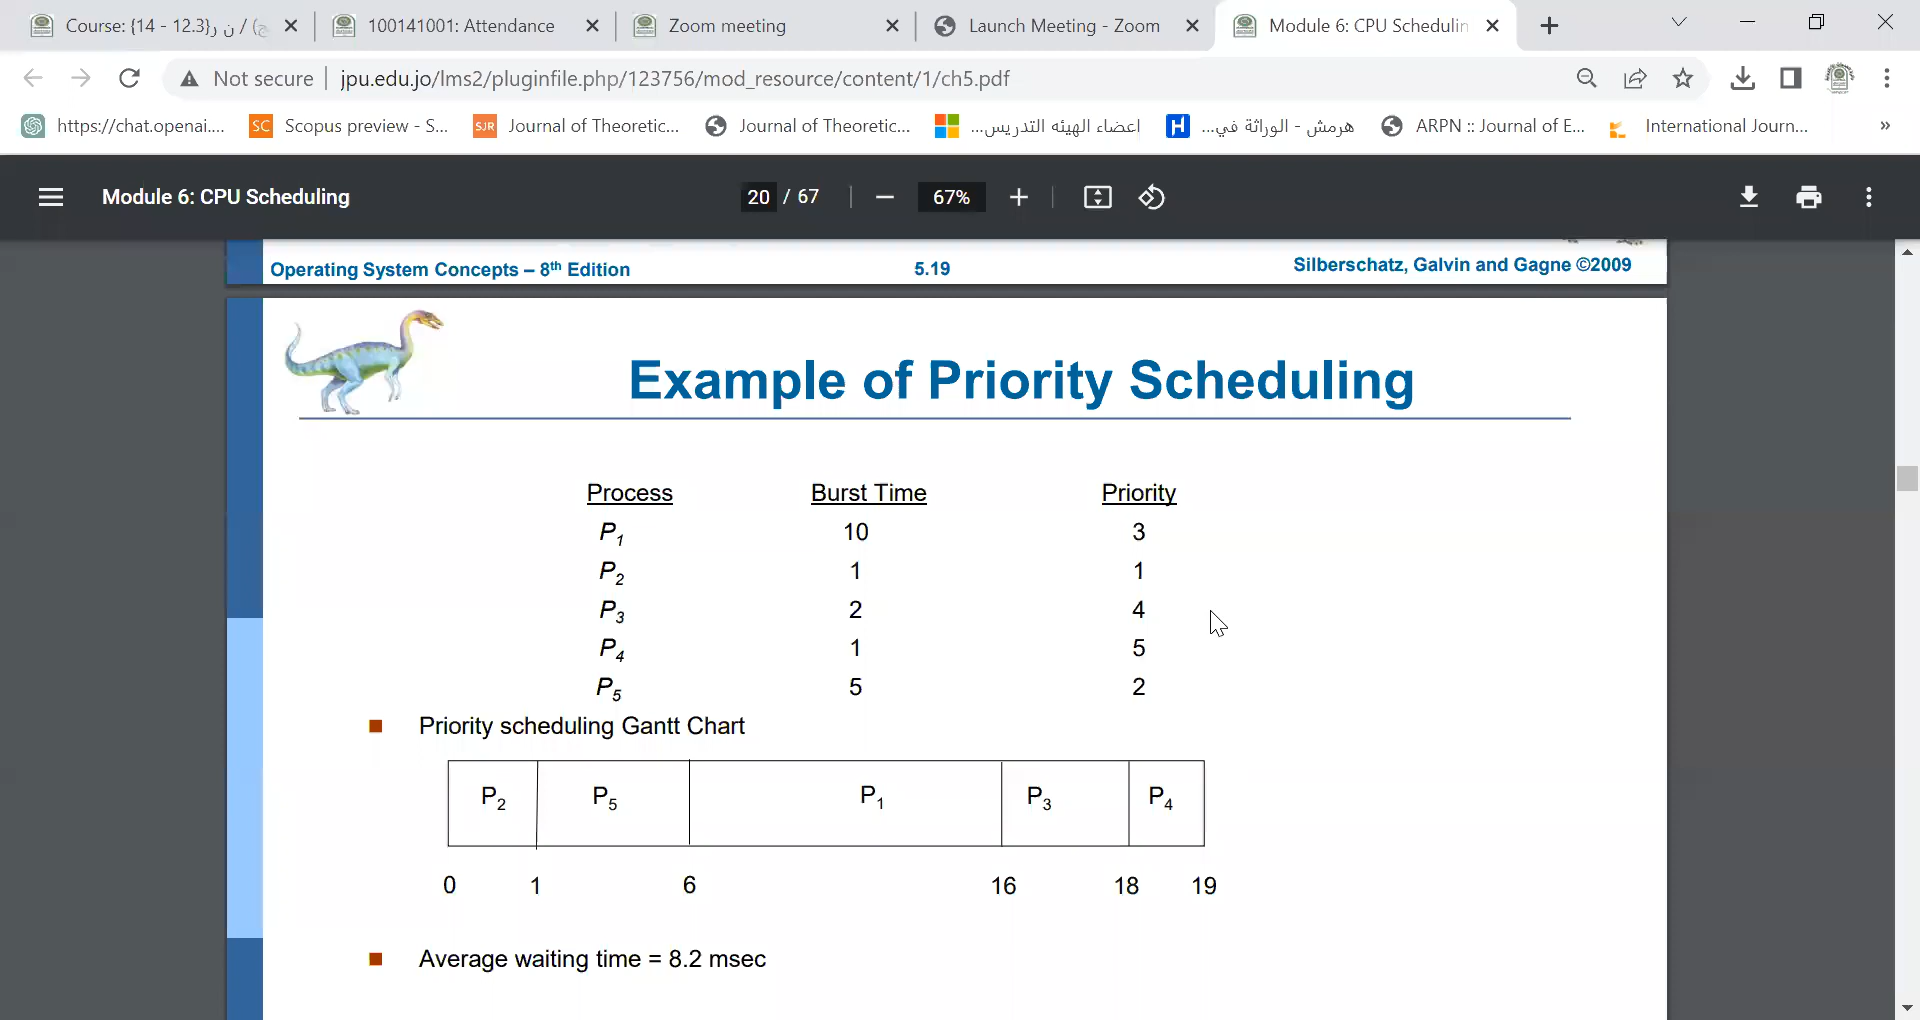 Course: {14 - 12.3}ن ر / (ج)
100141001: Attendance
Zoom meeting
Launch Meeting - Zoom
Module 6: CPU Schedulin
Not secure
jpu.edu.jo/lms2/pluginfile.php/123756/mod_resource/content/1/ch5.pdf
https://chat.openai....
SC Scopus preview - S...
SJR Journal of Theoretic...
Journal of Theoretic...
اعضاء الهيئه التدريس...
H هرمش - الوراثة في...
ARPN :: Journal of E...
International Journ...
»
Module 6: CPU Scheduling
20 / 67
67%
Operating System Concepts – 8th Edition
5.19
Silberschatz, Galvin and Gagne ©2009
Example of Priority Scheduling
Process Burst Time Priority
P1 10 3
P2 1 1
P3 2 4
P4 1 5
P5 5 2
Priority scheduling Gantt Chart
P2 P5 P1 P3 P4
0 1 6 16 18 19
Average waiting time = 8.2 msec